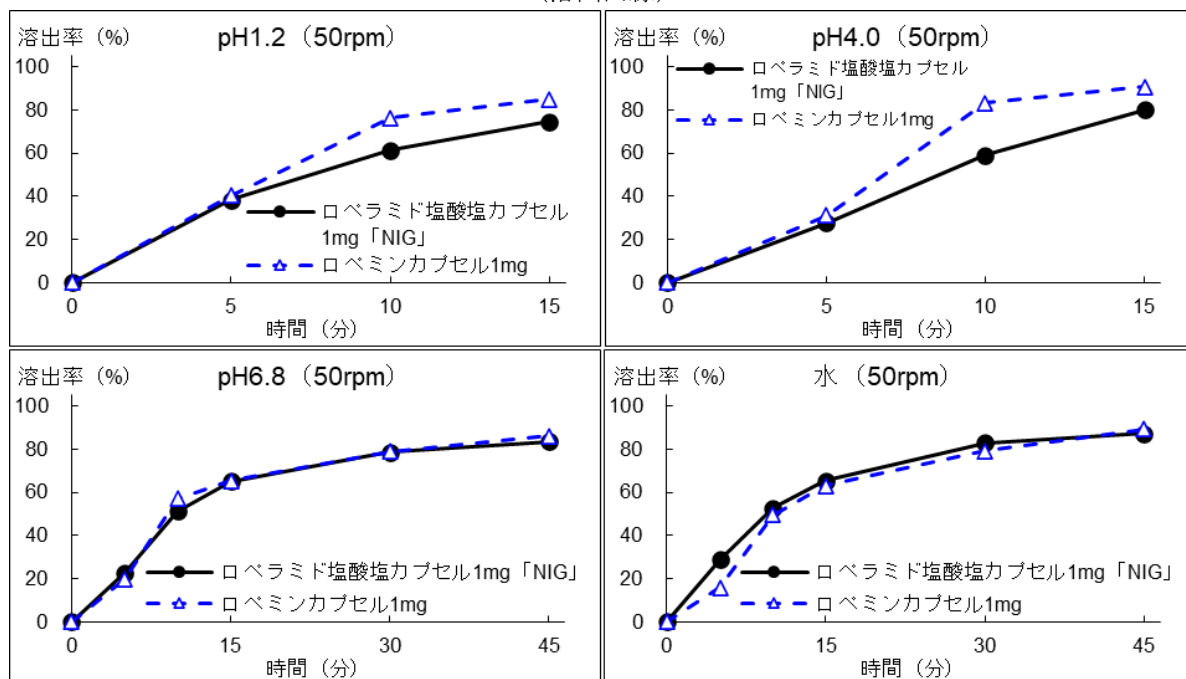 溶出率 (%)
pH1.2 (50rpm)
100
80
60
40
20
0
0 5 10 15
時間 (分)
ロペラミド塩酸塩カプセル
1mg「NIG」
ロペミンカプセル1mg
溶出率 (%)
pH4.0 (50rpm)
100
80
60
40
20
0
0 5 10 15
時間 (分)
ロペラミド塩酸塩カプセル
1mg「NIG」
ロペミンカプセル1mg
溶出率 (%)
pH6.8 (50rpm)
100
80
60
40
20
0
0 15 30 45
時間 (分)
ロペラミド塩酸塩カプセル1mg「NIG」
ロペミンカプセル1mg
溶出率 (%)
水 (50rpm)
100
80
60
40
20
0
0 15 30 45
時間 (分)
ロペラミド塩酸塩カプセル1mg「NIG」
ロペミンカプセル1mg